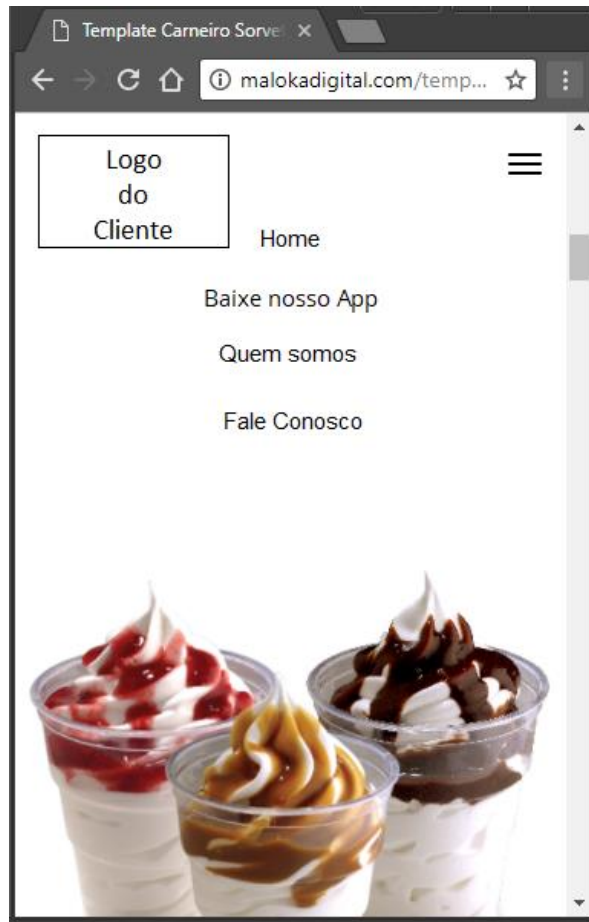 Template Carneiro Sorve
malokadigital.com/temp...
Logo
do
Cliente
Home
Baixe nosso App
Quem somos
Fale Conosco